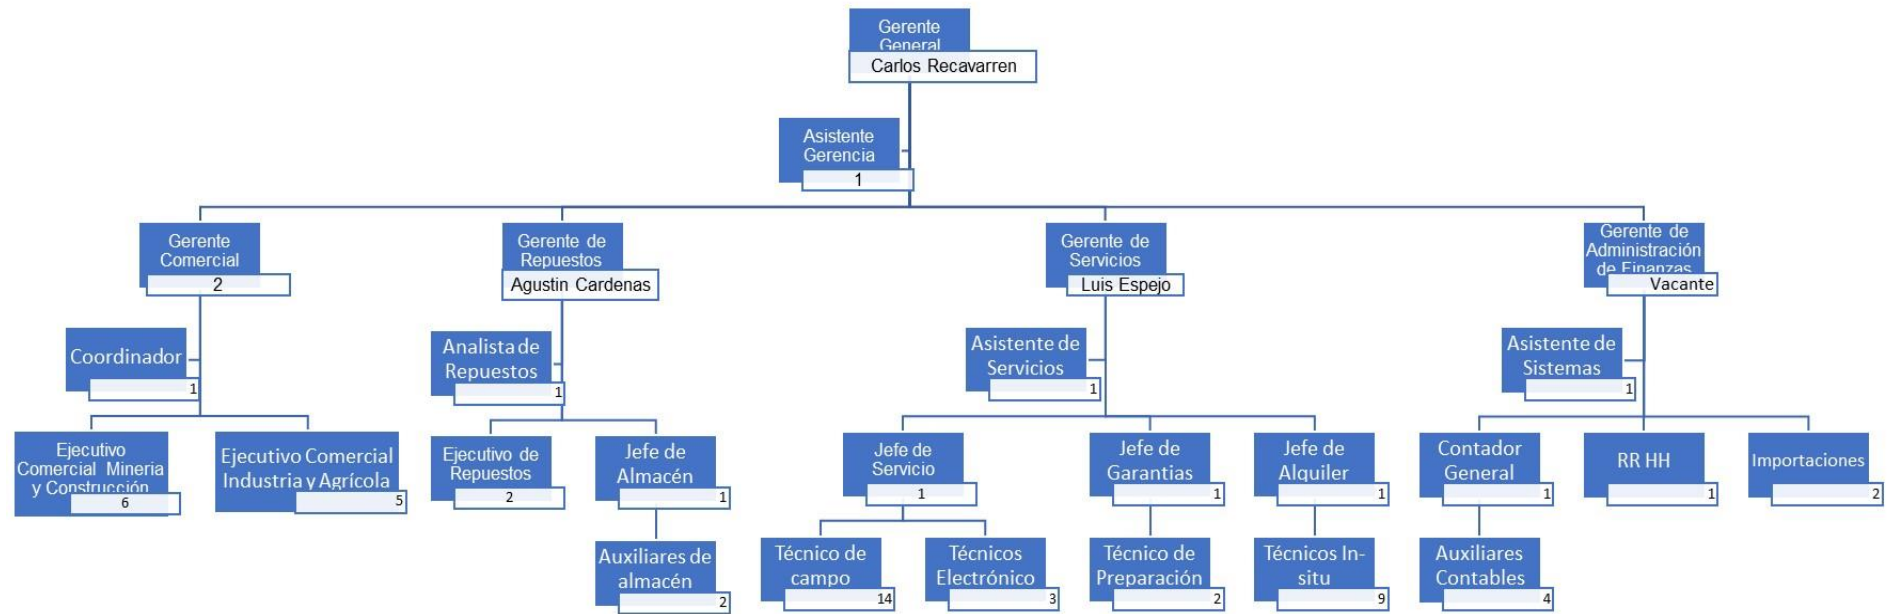 Gerente
General
Carlos Recavarren
Asistente
Gerencia
1
Gerente
Comercial
2
Gerente de
Repuestos
Agustin Cardenas
Gerente de
Servicios
Luis Espejo
Gerente de
Administración
de Finanzas
Vacante
Coordinador
1
Analista de
Repuestos
1
Asistente de
Servicios
1
Asistente de
Sistemas
1
Ejecutivo
Comercial Mineria
y Construcción
6
Ejecutivo Comercial
Industria y Agrícola
5
Ejecutivo de
Repuestos
2
Jefe de
Almacén
1
Jefe de
Servicio
1
Jefe de
Garantias
1
Jefe de
Alquiler
1
Contador
General
1
RR HH
1
Importaciones
2
Auxiliares de
almacén
2
Técnico de
campo
14
Técnicos
Electrónico
3
Técnico de
Preparación
2
Técnicos In-
situ
9
Auxiliares
Contables
4